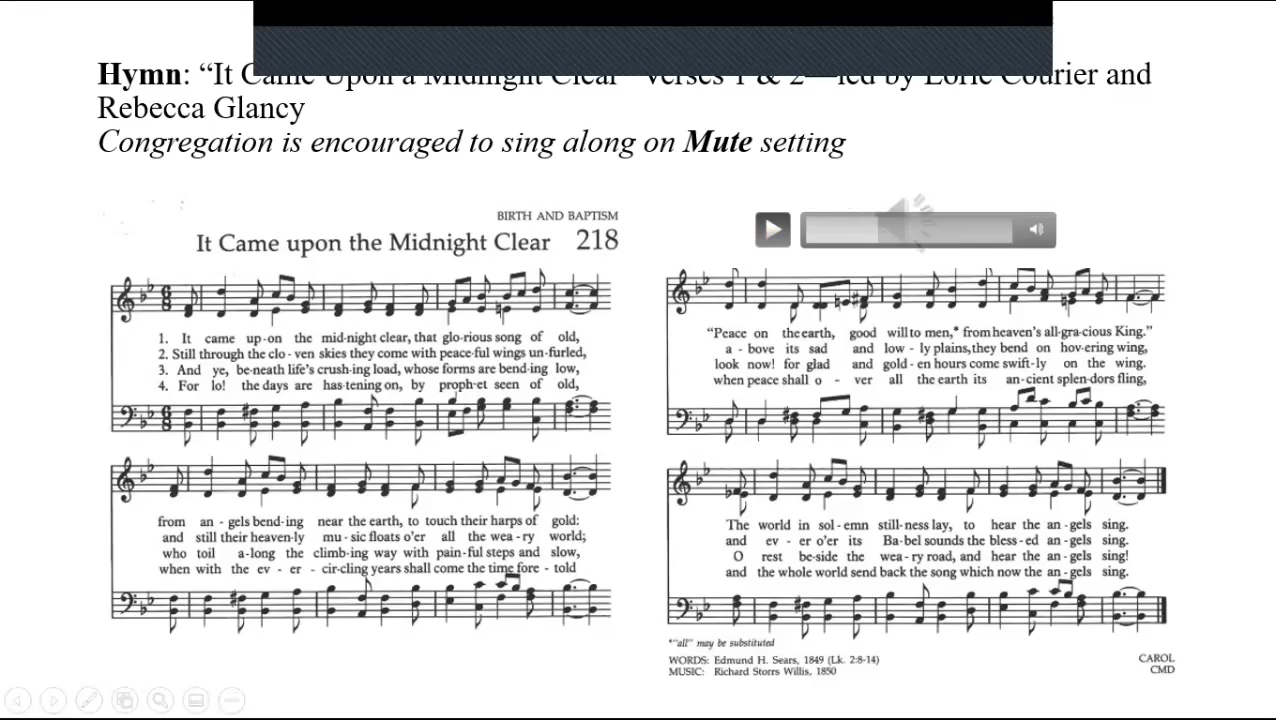 Hymn: “It Came Upon a Midnight Clear” Verses 1 & 2 – led by Lorie Courier and
Rebecca Glancy
Congregation is encouraged to sing along on Mute setting
BIRTH AND BAPTISM
It Came upon the Midnight Clear 218
1. It came up-on the mid-night clear, that glo-rious song of old,
2. Still through the clo-ven skies they come with peace-ful wings un-furled,
3. And ye, be-neath life's crush-ing load, whose forms are bend-ing low,
4. For lo! the days are has-tening on, by proph-et seen of old,
from an-gels bend-ing near the earth, to touch their harps of gold:
and still their heaven-ly mu-sic floats o'er all the wea-ry world;
who toil a-long the climb-ing way with pain-ful steps and slow,
when with the ev-er-cir-cling years shall come the time fore-told
“Peace on the earth, good will to men,* from heaven's all-gra-cious King.”
a-bove its sad and low-ly plains, they bend on hov-ering wing,
look now! for glad and gold-en hours come swift-ly on the wing.
when peace shall o-ver all the earth its an-cient splen-dors fling,
The world in sol-emn still-ness lay, to hear the an-gels sing.
and ev-er o'er its Ba-bel sounds the bless-ed an-gels sing.
O rest be-side the wea-ry road, and hear the an-gels sing!
and the whole world send back the song which now the an-gels sing.
*“all” may be substituted
WORDS: Edmund H. Sears, 1849 (Lk. 2:8-14)
MUSIC: Richard Storrs Willis, 1850
CAROL
CMD